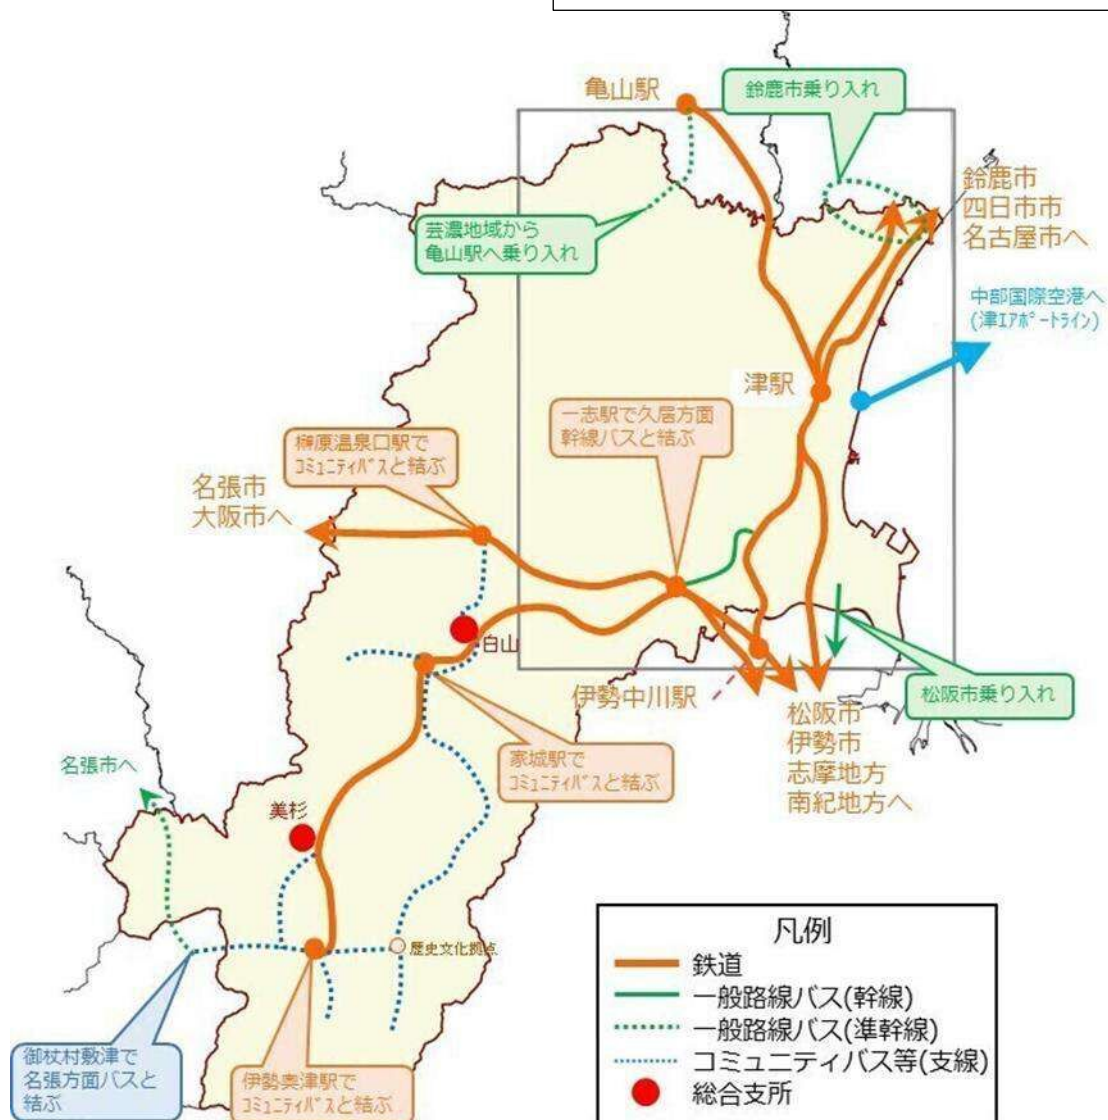 亀山駅
鈴鹿市乗り入れ
鈴鹿市
四日市市
名古屋市へ
芸濃地域から
亀山駅へ乗り入れ
中部国際空港へ
(津ｴｱﾎﾟｰﾄﾗｲﾝ)
津駅
一志駅で久居方面
幹線バスと結ぶ
榊原温泉口駅で
ｺﾐｭﾆﾃｨﾊﾞｽと結ぶ
名張市
大阪市へ
白山
伊勢中川駅
松阪市乗り入れ
松阪市
伊勢市
志摩地方
南紀地方へ
家城駅で
ｺﾐｭﾆﾃｨﾊﾞｽと結ぶ
名張市へ
美杉
歴史文化拠点
御杖村敷津で
名張方面バスと
結ぶ
伊勢奥津駅で
ｺﾐｭﾆﾃｨﾊﾞｽと結ぶ
凡例
鉄道
一般路線バス(幹線)
一般路線バス(準幹線)
コミュニティバス等(支線)
総合支所